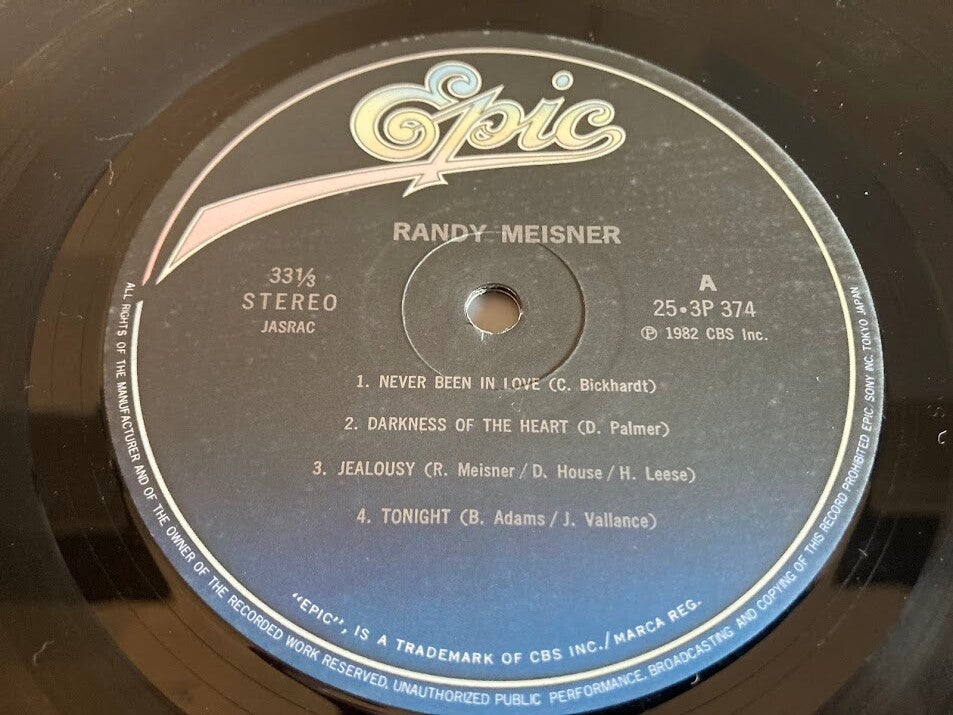 Epic
RANDY MEISNER
33⅓
STEREO
JASRAC
A
25•3P 374
Ⓟ 1982 CBS Inc.
1. NEVER BEEN IN LOVE (C. Bickhardt)
2. DARKNESS OF THE HEART (D. Palmer)
3. JEALOUSY (R. Meisner / D. House / H. Leese)
4. TONIGHT (B. Adams / J. Vallance)
"EPIC", IS A TRADEMARK OF CBS INC./MARCA REG.
ALL RIGHTS OF THE MANUFACTURER AND OF THE OWNER OF THE RECORDED WORK RESERVED. UNAUTHORIZED PUBLIC PERFORMANCE, BROADCASTING AND COPYING OF THIS RECORD PROHIBITED EPIC/SONY INC. TOKYO JAPAN